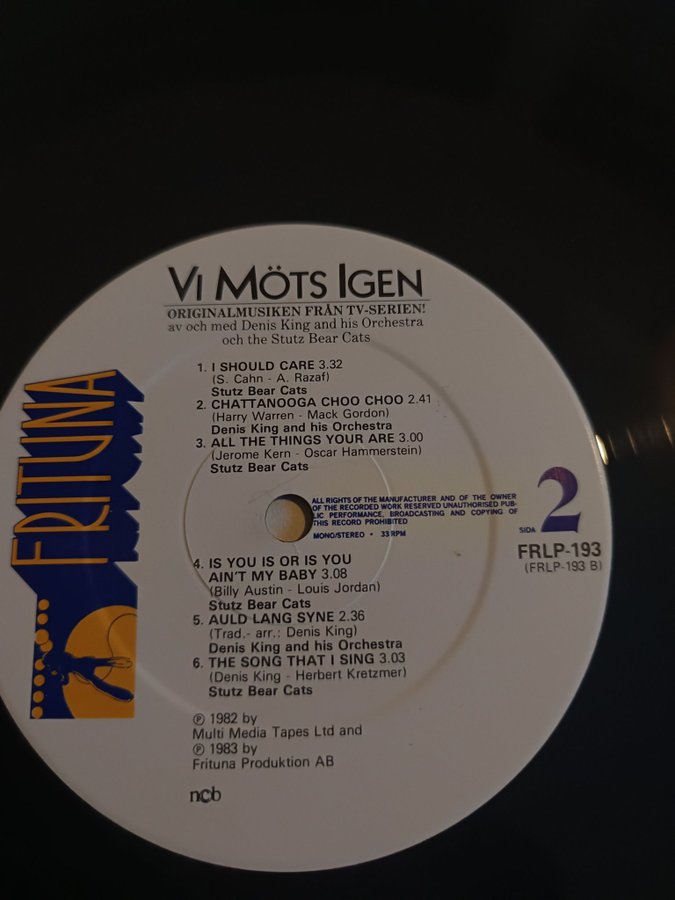 VI MÖTS IGEN
ORIGINALMUSIKEN FRÅN TV-SERIEN!
av och med Denis King and his Orchestra
och the Stutz Bear Cats
1. I SHOULD CARE 3.32
(S. Cahn - A. Razaf)
Stutz Bear Cats
2. CHATTANOOGA CHOO CHOO 2.41
(Harry Warren - Mack Gordon)
Denis King and his Orchestra
3. ALL THE THINGS YOUR ARE 3.00
(Jerome Kern - Oscar Hammerstein)
Stutz Bear Cats
FRITUNA
ALL RIGHTS OF THE MANUFACTURER AND OF THE OWNER
OF THE RECORDED WORK RESERVED UNAUTHORISED PUB-
LIC PERFORMANCE, BROADCASTING AND COPYING OF
THIS RECORD PROHIBITED
MONO/STEREO • 33 RPM
SIDA 2
FRLP-193
(FRLP-193 B)
4. IS YOU IS OR IS YOU
AIN'T MY BABY 3.08
(Billy Austin - Louis Jordan)
Stutz Bear Cats
5. AULD LANG SYNE 2.36
(Trad.- arr.: Denis King)
Denis King and his Orchestra
6. THE SONG THAT I SING 3.03
(Denis King - Herbert Kretzmer)
Stutz Bear Cats
℗ 1982 by
Multi Media Tapes Ltd and
℗ 1983 by
Frituna Produktion AB
ncb